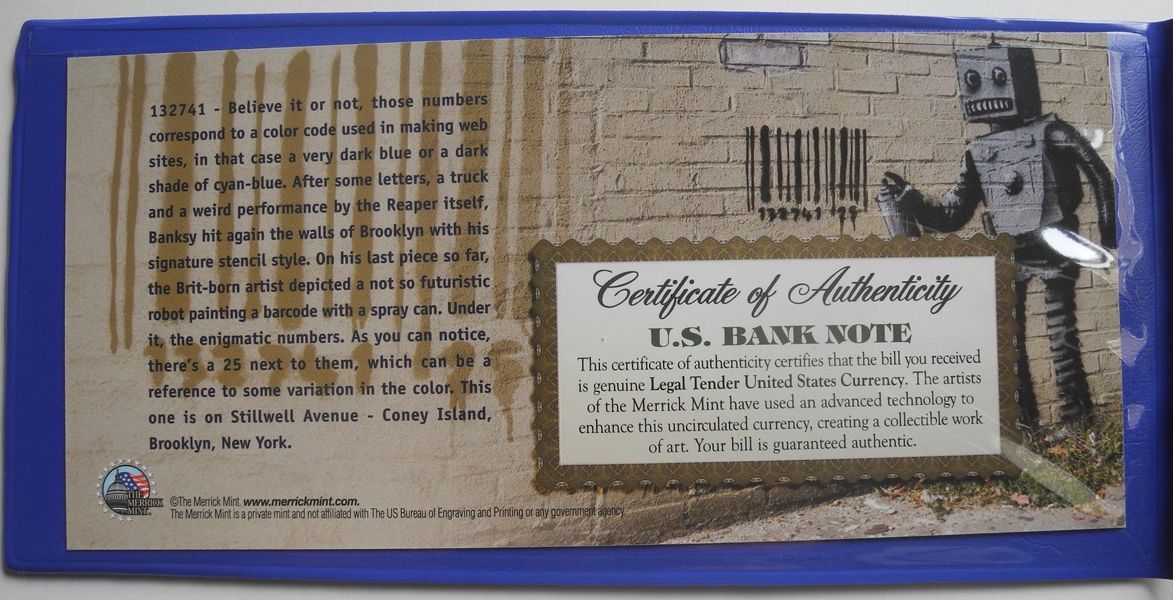 132741 - Believe it or not, those numbers
correspond to a color code used in making web
sites, in that case a very dark blue or a dark
shade of cyan-blue. After some letters, a truck
and a weird performance by the Reaper itself,
Banksy hit again the walls of Brooklyn with his
signature stencil style. On his last piece so far,
the Brit-born artist depicted a not so futuristic
robot painting a barcode with a spray can. Under
it, the enigmatic numbers. As you can notice,
there's a 25 next to them, which can be a
reference to some variation in the color. This
one is on Stillwell Avenue - Coney Island,
Brooklyn, New York.
THE
MERRICK
MINT
©The Merrick Mint. www.merrickmint.com.
The Merrick Mint is a private mint and not affiliated with The US Bureau of Engraving and Printing or any government agency.
132741
Certificate of Authenticity
U.S. BANK NOTE
This certificate of authenticity certifies that the bill you received
is genuine Legal Tender United States Currency. The artists
of the Merrick Mint have used an advanced technology to
enhance this uncirculated currency, creating a collectible work
of art. Your bill is guaranteed authentic.